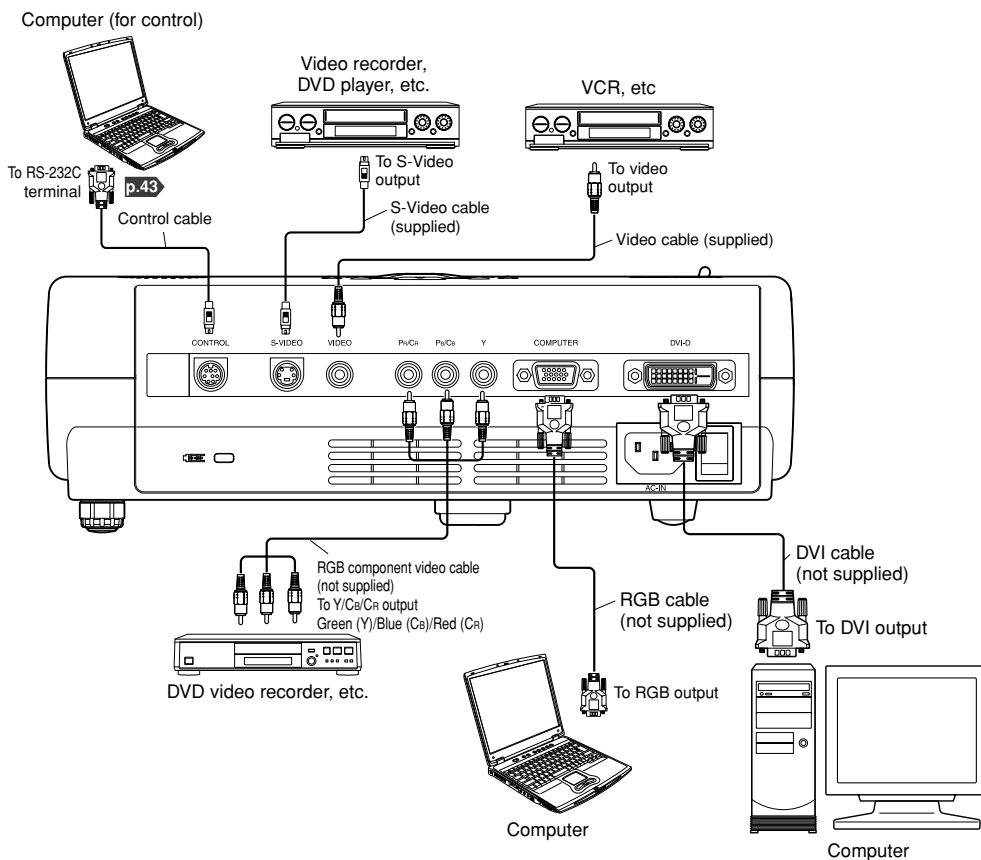 Computer (for control)
Video recorder,
DVD player, etc.
VCR, etc
To RS-232C
terminal
p.43
To S-Video
output
To video
output
Control cable
S-Video cable
(supplied)
Video cable (supplied)
CONTROL
S-VIDEO
VIDEO
PR/CR
PB/CB
Y
COMPUTER
DVI-D
AC-IN
RGB component video cable
(not supplied)
To Y/CB/CR output
Green (Y)/Blue (CB)/Red (CR)
DVD video recorder, etc.
RGB cable
(not supplied)
To RGB output
Computer
DVI cable
(not supplied)
To DVI output
Computer